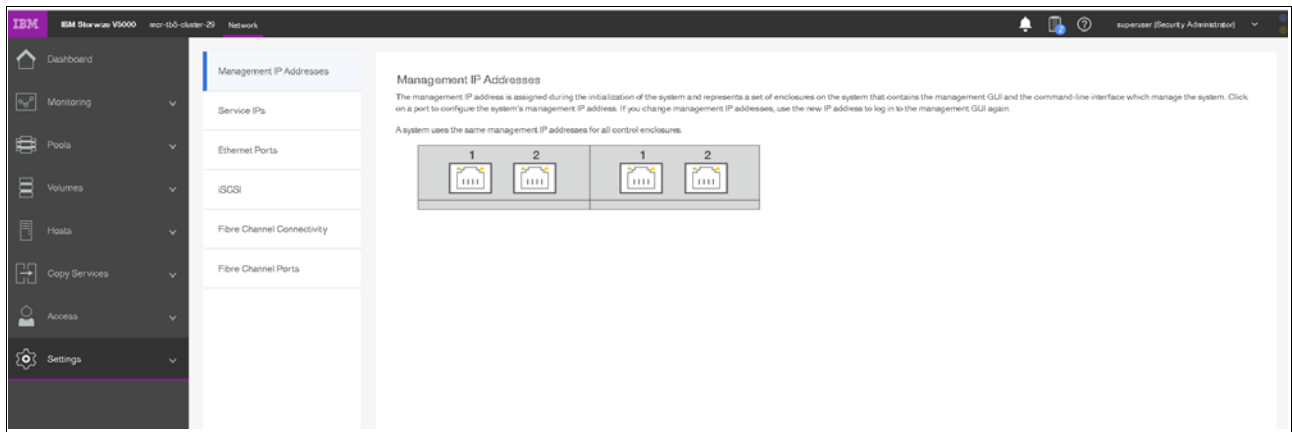 IBM
IBM Storwize V5000 mcr-tb5-cluster-29 Network
2
superuser (Security Administrator)
Dashboard
Monitoring
Pools
Volumes
Hosts
Copy Services
Access
Settings
Management IP Addresses
Service IPs
Ethernet Ports
iSCSI
Fibre Channel Connectivity
Fibre Channel Ports
Management IP Addresses
The management IP address is assigned during the initialization of the system and represents a set of enclosures on the system that contains the management GUI and the command-line interface which manage the system. Click
on a port to configure the system's management IP address. If you change management IP addresses, use the new IP address to log in to the management GUI again.
A system uses the same management IP addresses for all control enclosures.
1 2 1 2